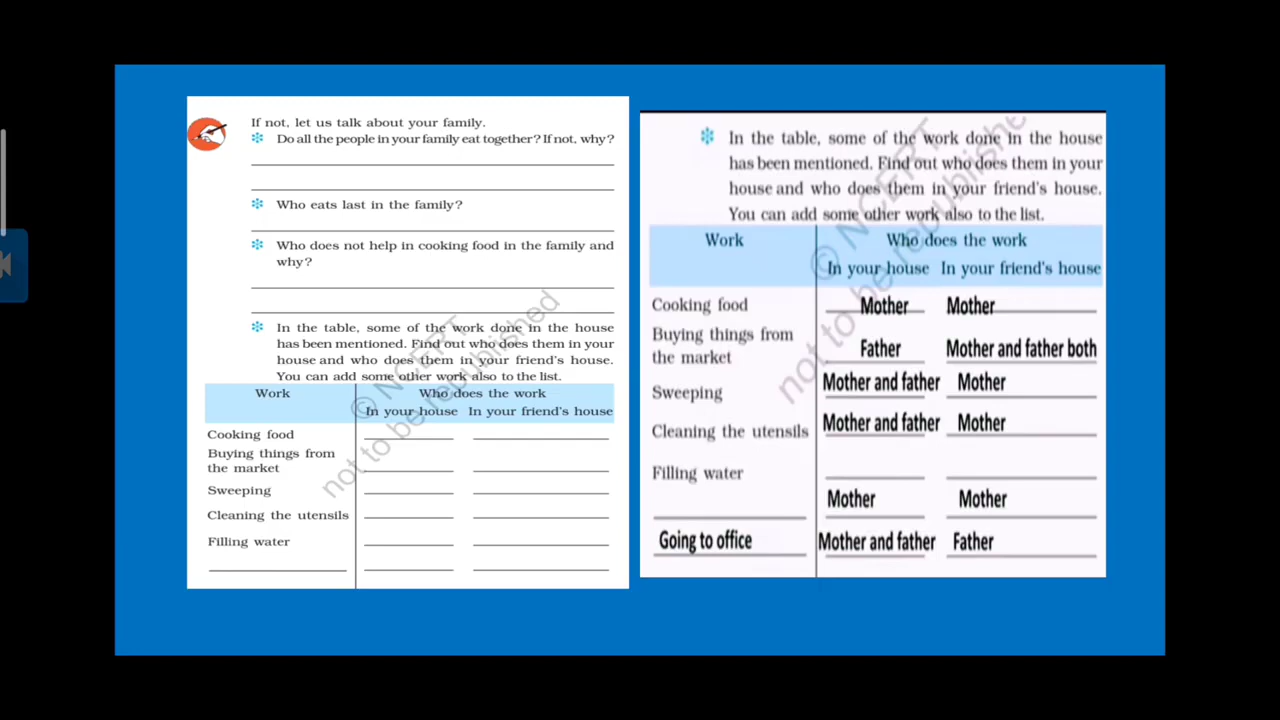 If not, let us talk about your family.
Do all the people in your family eat together? If not, why?
Who eats last in the family?
Who does not help in cooking food in the family and
why?
In the table, some of the work done in the house
has been mentioned. Find out who does them in your
house and who does them in your friend's house.
You can add some other work also to the list.
Work Who does the work
In your house In your friend's house
Cooking food
Buying things from
the market
Sweeping
Cleaning the utensils
Filling water
© NCERT
not to be republished
In the table, some of the work done in the house
has been mentioned. Find out who does them in your
house and who does them in your friend's house.
You can add some other work also to the list.
Work Who does the work
In your house In your friend's house
Cooking food Mother Mother
Buying things from
the market Father Mother and father both
Sweeping Mother and father Mother
Cleaning the utensils Mother and father Mother
Filling water
Mother Mother
Going to office Mother and father Father
© NCERT
not to be republished